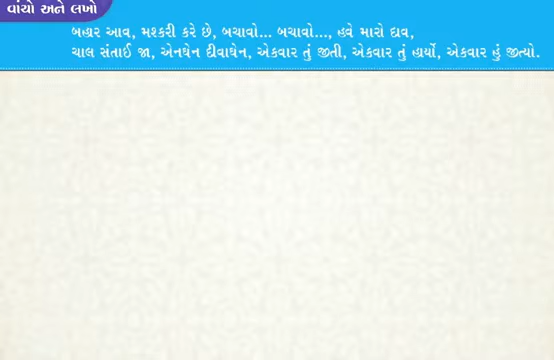 વાંચો અને લખો
બહાર આવ, મશ્કરી કરે છે, બચાવો... બચાવો..., હવે મારો દાવ,
ચાલ સંતાઈ જા, એનઘેન દીવાઘેન, એકવાર તું જીતી, એકવાર તું હાર્યો, એકવાર હું જીત્યો.